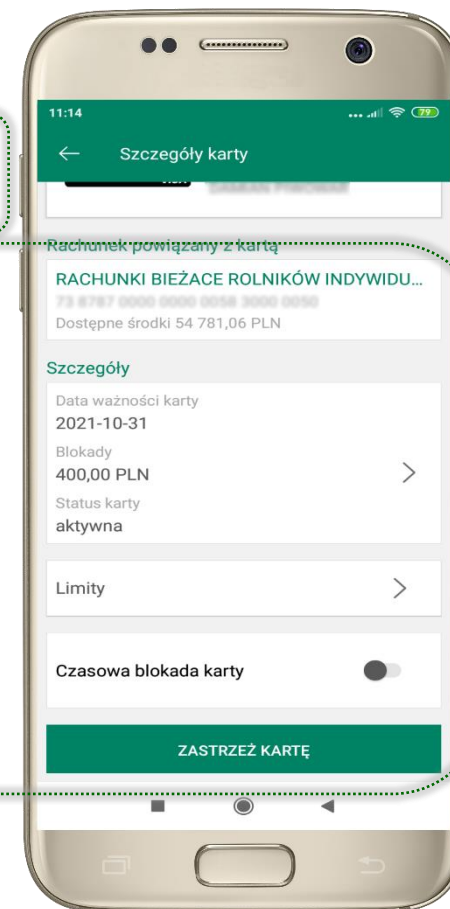 11:14
79
Szczegóły karty
Rachunek powiązany z kartą
RACHUNKI BIEŻACE ROLNIKÓW INDYWIDU...
Dostępne środki 54 781,06 PLN
Szczegóły
Data ważności karty
2021-10-31
Blokady
400,00 PLN
Status karty
aktywna
Limity
Czasowa blokada karty
ZASTRZEŻ KARTĘ